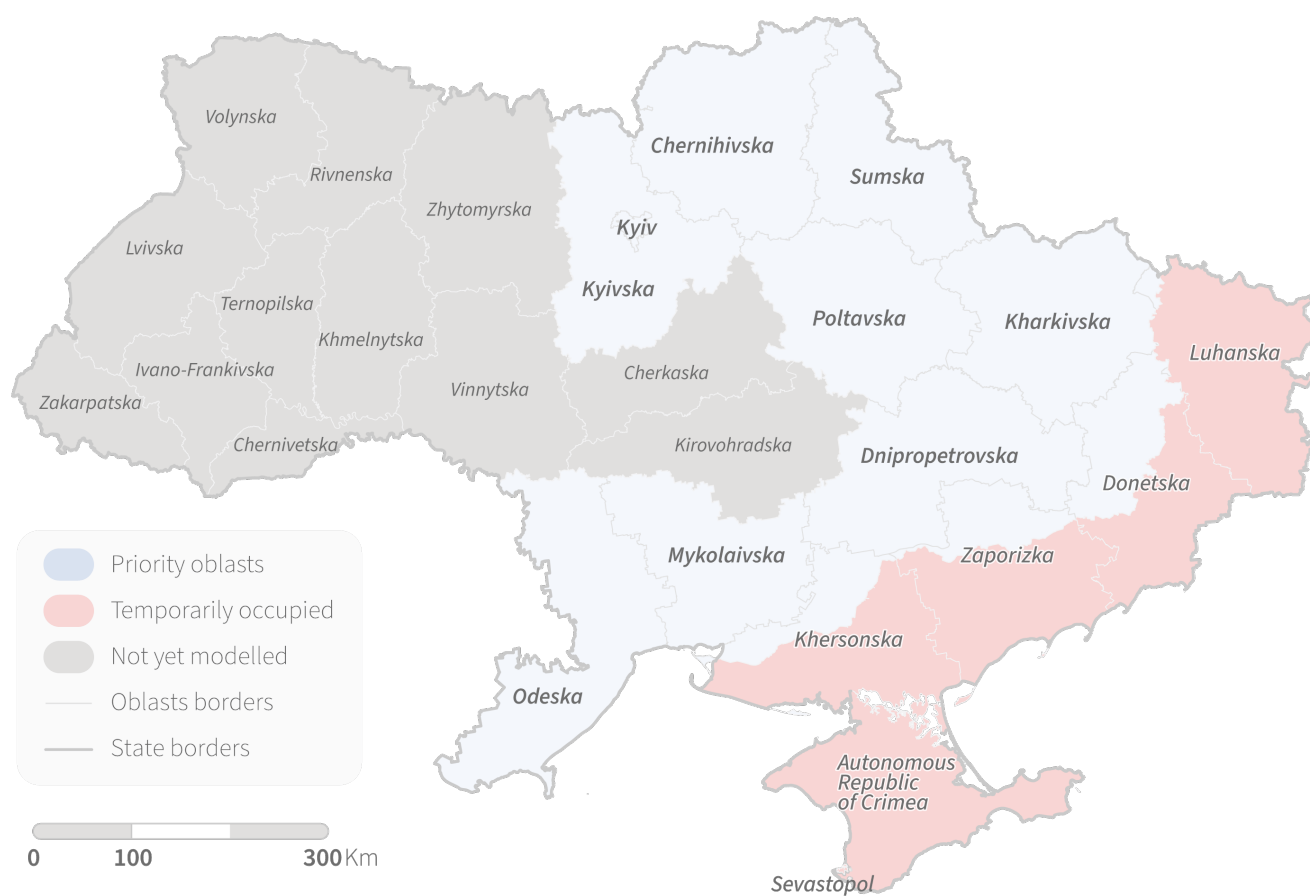 Volynska
Rivnenska
Zhytomyrska
Chernihivska
Sumska
Lvivska
Kyiv
Kyivska
Ternopilska
Khmelnytska
Poltavska
Kharkivska
Luhanska
Ivano-Frankivska
Zakarpatska
Vinnytska
Cherkaska
Chernivetska
Kirovohradska
Dnipropetrovska
Donetska
Mykolaivska
Zaporizka
Khersonska
Odeska
Autonomous
Republic
of Crimea
Sevastopol
Priority oblasts
Temporarily occupied
Not yet modelled
Oblasts borders
State borders
0 100 300 Km